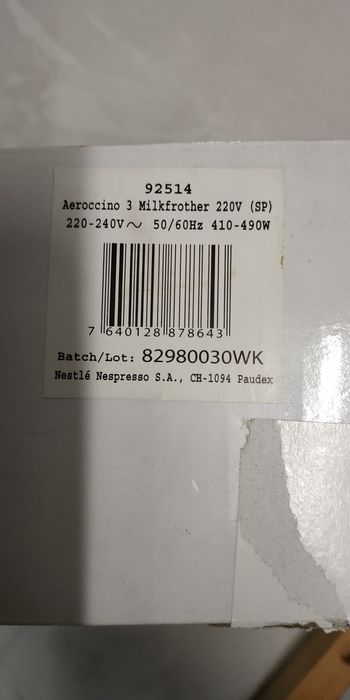 92514
Aeroccino 3 Milkfrother 220V (SP)
220-240V～ 50/60Hz 410-490W
7 640128 878643
Batch/Lot: 82980030WK
Nestlé Nespresso S.A., CH-1094 Paudex